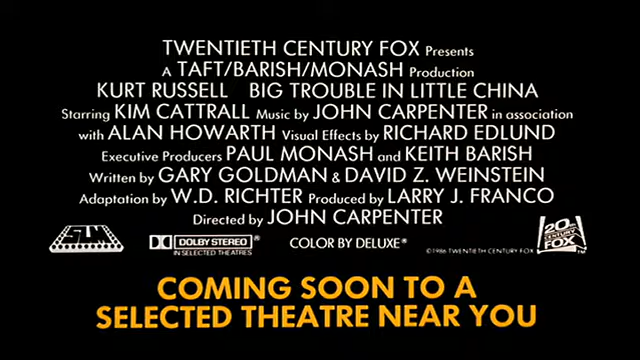 TWENTIETH CENTURY FOX Presents
A TAFT/BARISH/MONASH Production
KURT RUSSELL BIG TROUBLE IN LITTLE CHINA
Starring KIM CATTRALL Music by JOHN CARPENTER in association
with ALAN HOWARTH Visual Effects by RICHARD EDLUND
Executive Producers PAUL MONASH and KEITH BARISH
Written by GARY GOLDMAN & DAVID Z. WEINSTEIN
Adaptation by W.D. RICHTER Produced by LARRY J. FRANCO
Directed by JOHN CARPENTER
SLM DOLBY STEREO® COLOR BY DELUXE® ©1986 TWENTIETH CENTURY FOX 20th CENTURY FOX
IN SELECTED THEATRES
COMING SOON TO A
SELECTED THEATRE NEAR YOU